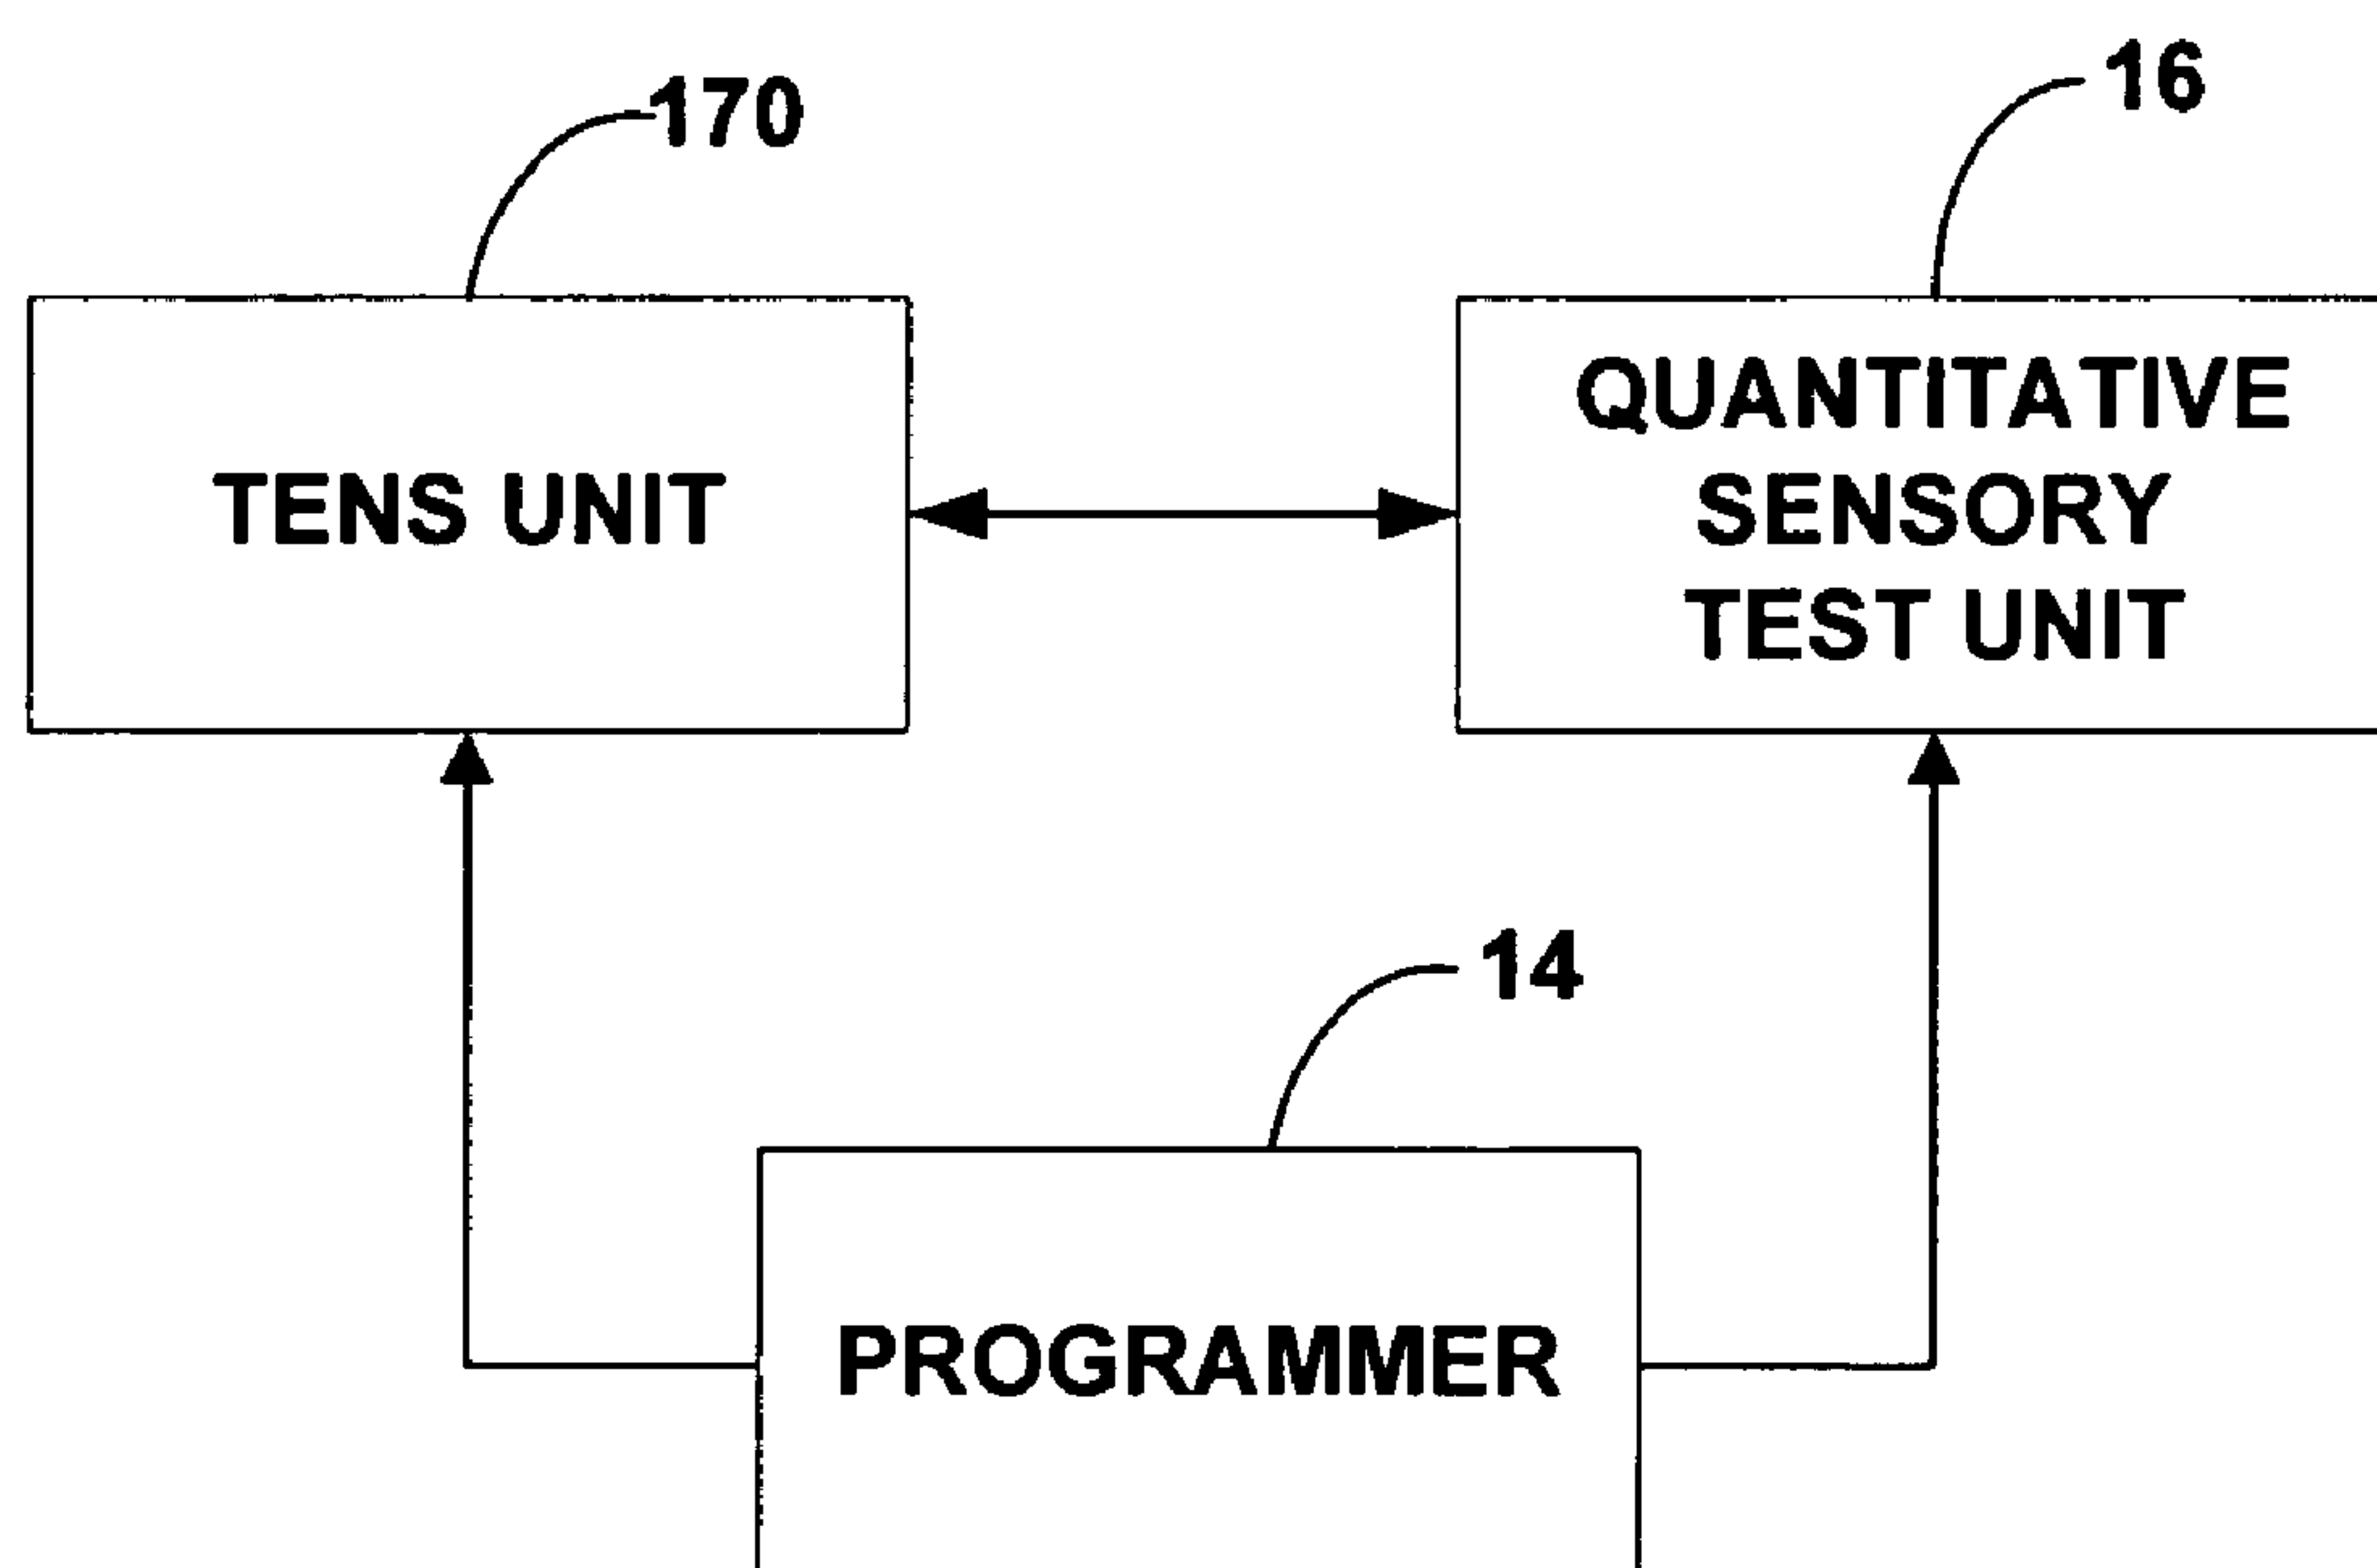 170
16
TENS UNIT
QUANTITATIVE
SENSORY
TEST UNIT
14
PROGRAMMER